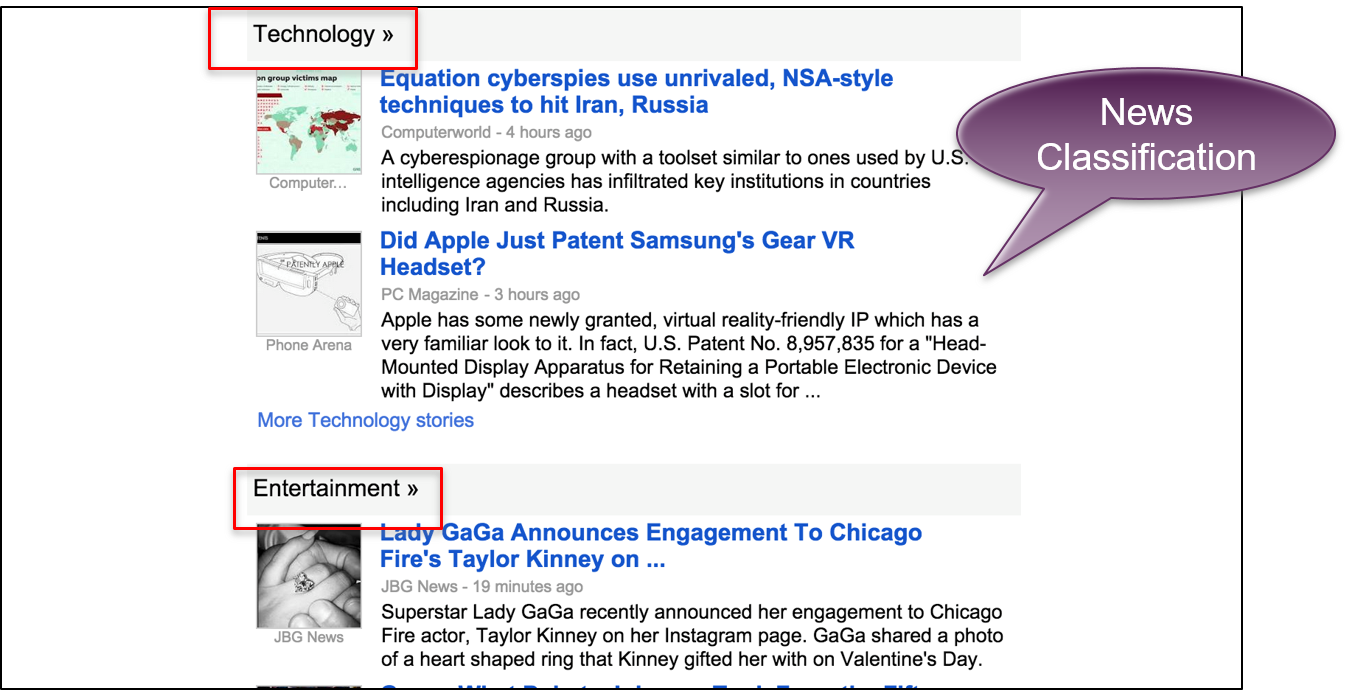 Technology »
on group victims map
Equation cyberspies use unrivaled, NSA-style
techniques to hit Iran, Russia
Computerworld - 4 hours ago
A cyberespionage group with a toolset similar to ones used by U.S.
intelligence agencies has infiltrated key institutions in countries
including Iran and Russia.
Computer...
News
Classification
Did Apple Just Patent Samsung's Gear VR
Headset?
PC Magazine - 3 hours ago
PATENTLY APPLE
Apple has some newly granted, virtual reality-friendly IP which has a
very familiar look to it. In fact, U.S. Patent No. 8,957,835 for a "Head-
Mounted Display Apparatus for Retaining a Portable Electronic Device
with Display" describes a headset with a slot for ...
Phone Arena
More Technology stories
Entertainment »
Lady GaGa Announces Engagement To Chicago
Fire's Taylor Kinney on ...
JBG News - 19 minutes ago
Superstar Lady GaGa recently announced her engagement to Chicago
Fire actor, Taylor Kinney on her Instagram page. GaGa shared a photo
of a heart shaped ring that Kinney gifted her with on Valentine's Day.
JBG News